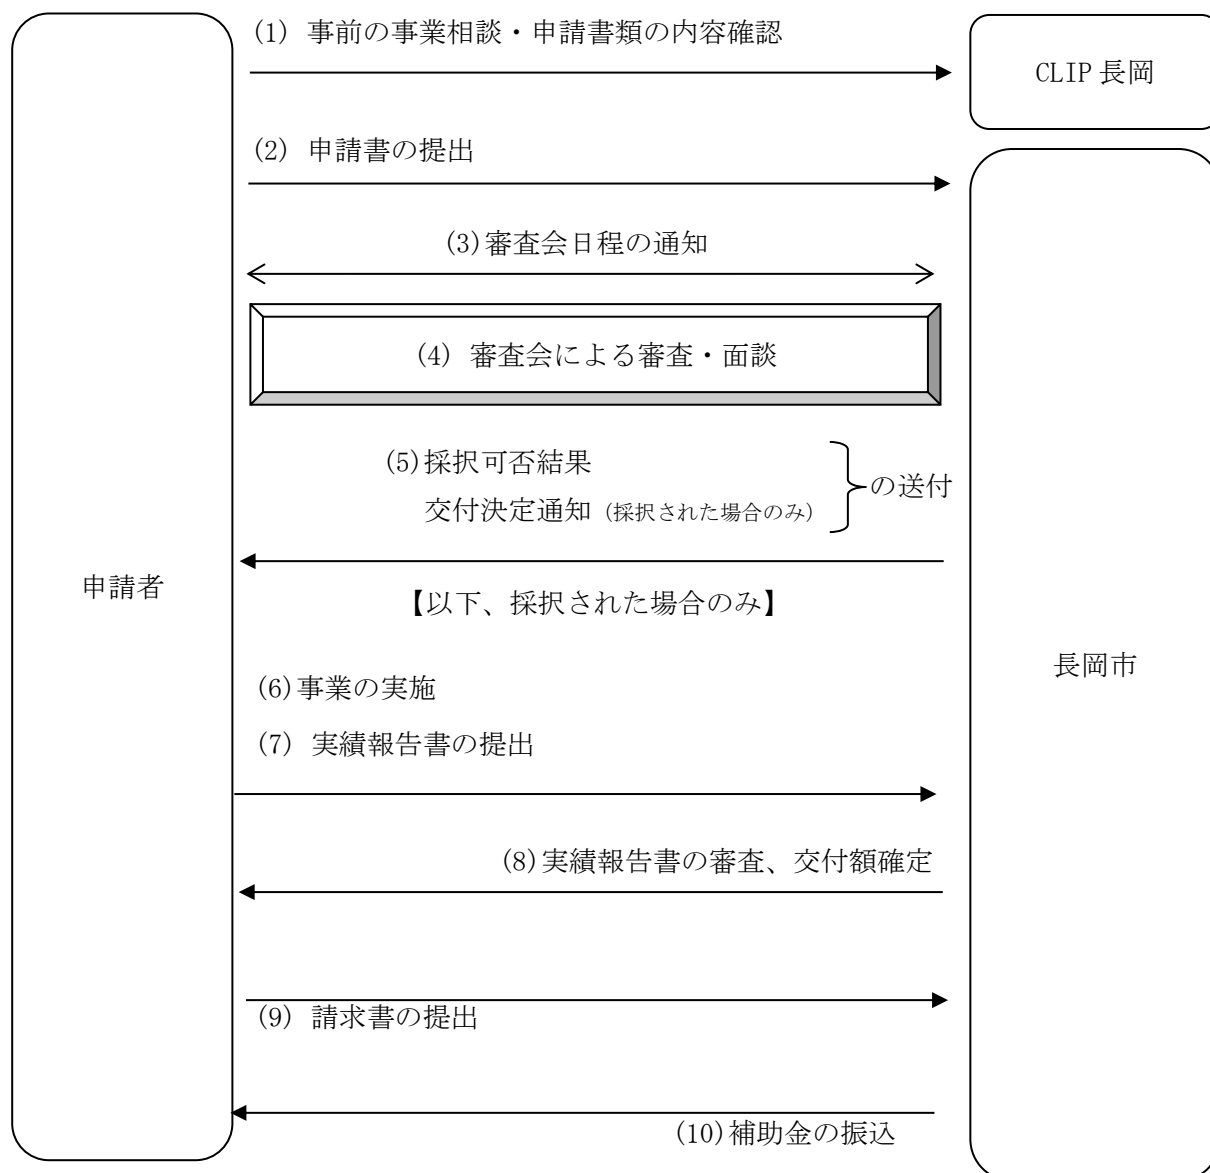 (1) 事前の事業相談・申請書類の内容確認
CLIP 長岡
(2) 申請書の提出
(3)審査会日程の通知
(4) 審査会による審査・面談
(5)採択可否結果
交付決定通知 (採択された場合のみ)
の送付
申請者
【以下、採択された場合のみ】
長岡市
(6)事業の実施
(7) 実績報告書の提出
(8)実績報告書の審査、交付額確定
(9) 請求書の提出
(10)補助金の振込